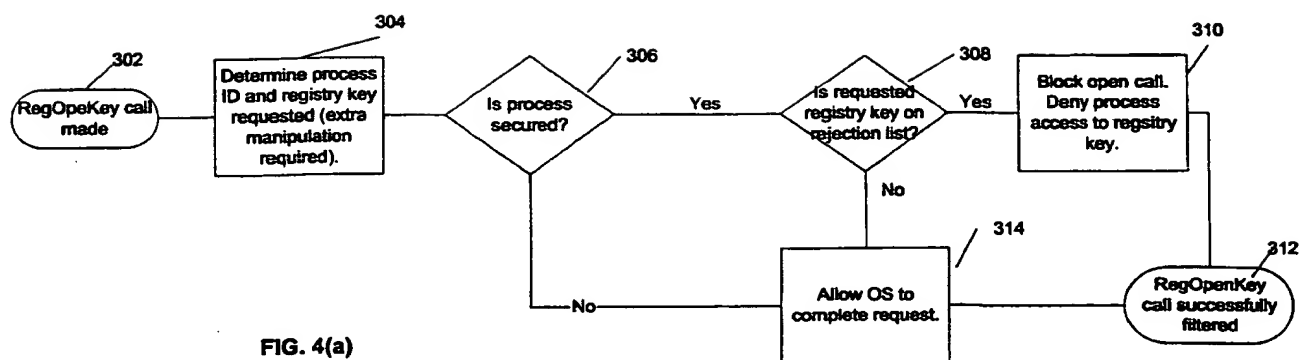 302
RegOpeKey call
made
304
Determine process
ID and registry key
requested (extra
manipulation
required).
306
Is process
secured?
Yes
308
Is requested
registry key on
rejection list?
Yes
310
Block open call.
Deny process
access to regsitry
key.
No
314
Allow OS to
complete request.
No
312
RegOpenKey
call successfully
filtered
FIG. 4(a)